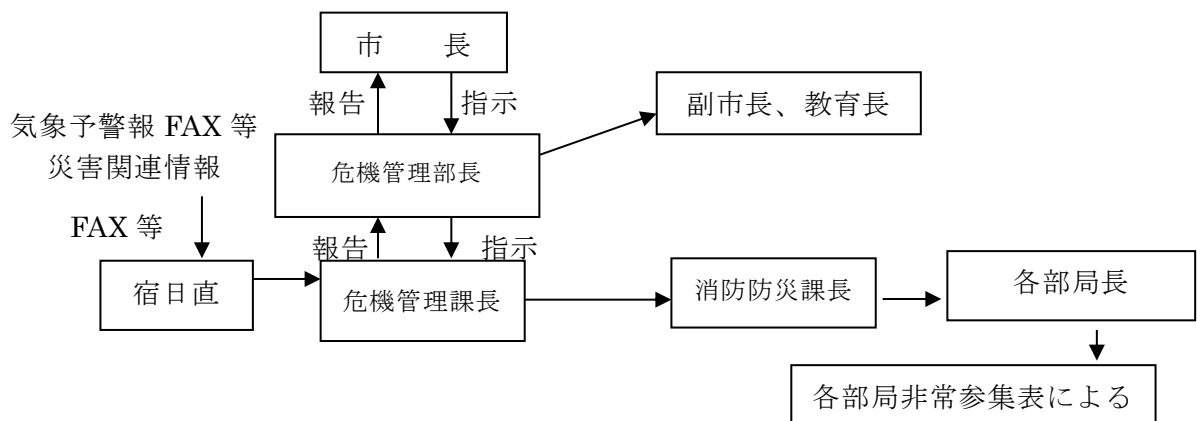 市　　長
報告
指示
副市長、教育長
気象予警報 FAX 等
災害関連情報
危機管理部長
FAX 等
報告
指示
宿日直
危機管理課長
消防防災課長
各部局長
各部局非常参集表による